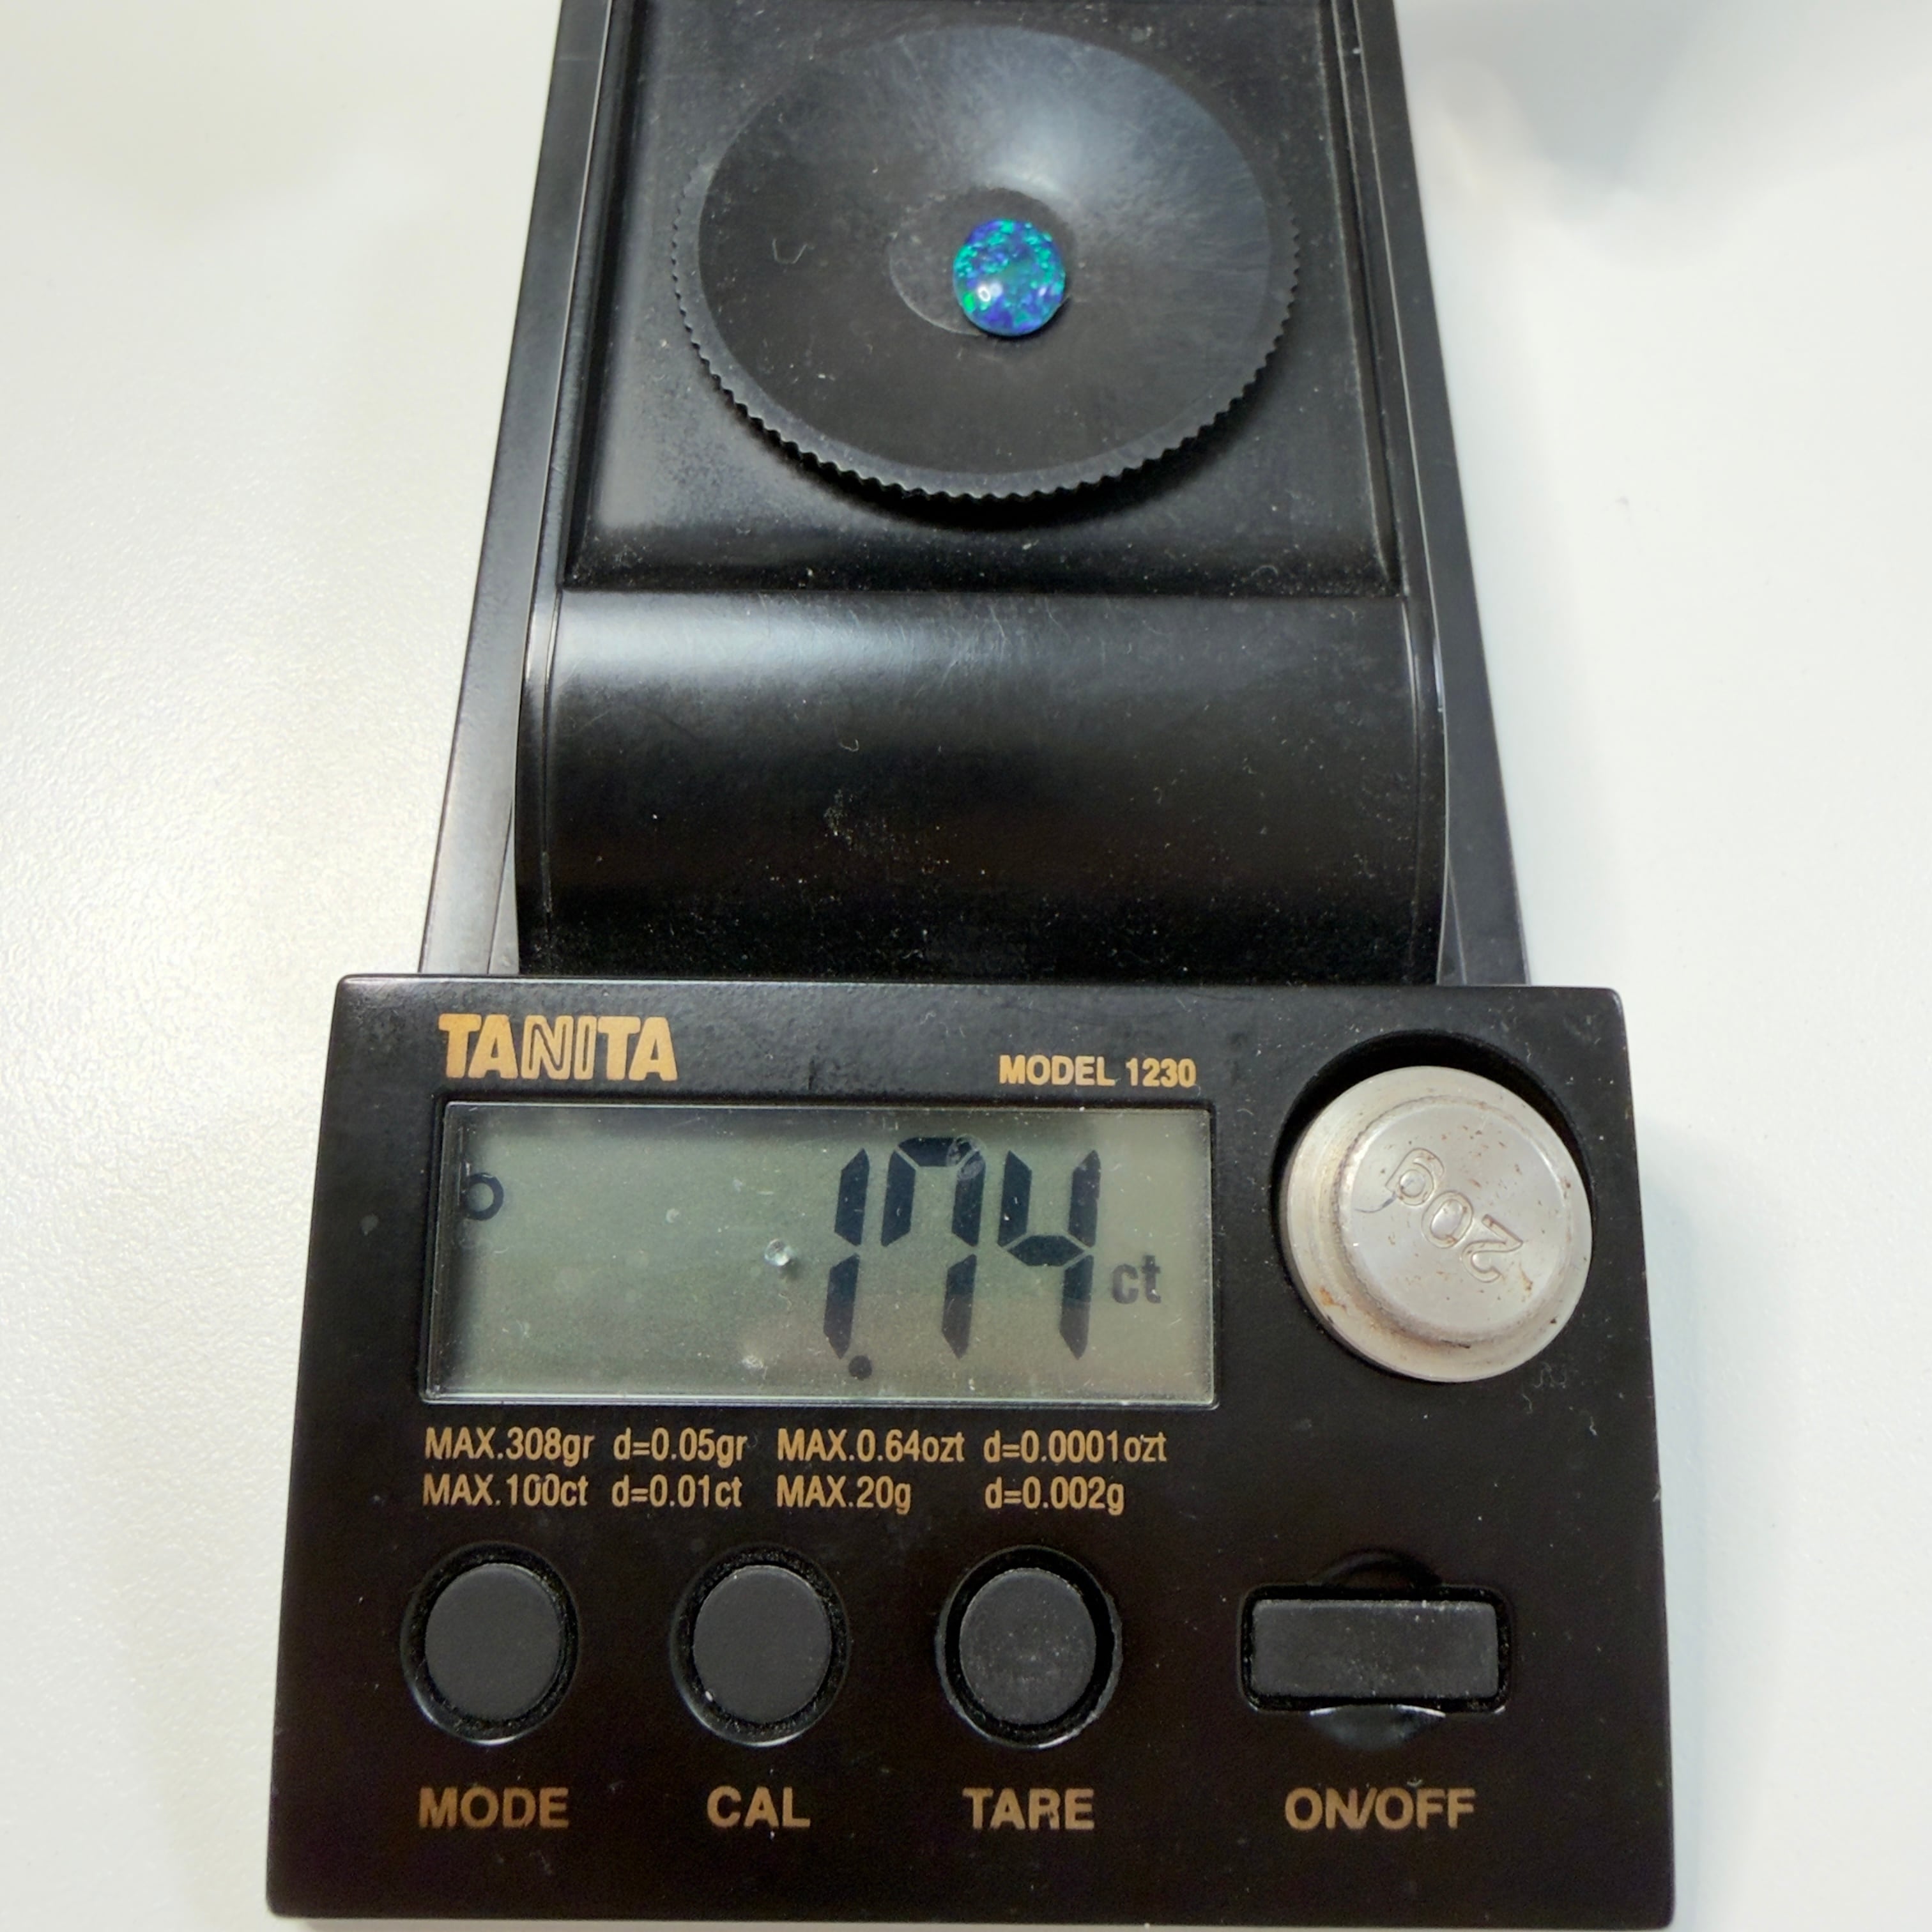 TANITA
MODEL 1230
o
1.74 ct
20g
MAX.308gr d=0.05gr MAX.0.64ozt d=0.0001ozt
MAX.100ct d=0.01ct MAX.20g d=0.002g
MODE CAL TARE ON/OFF